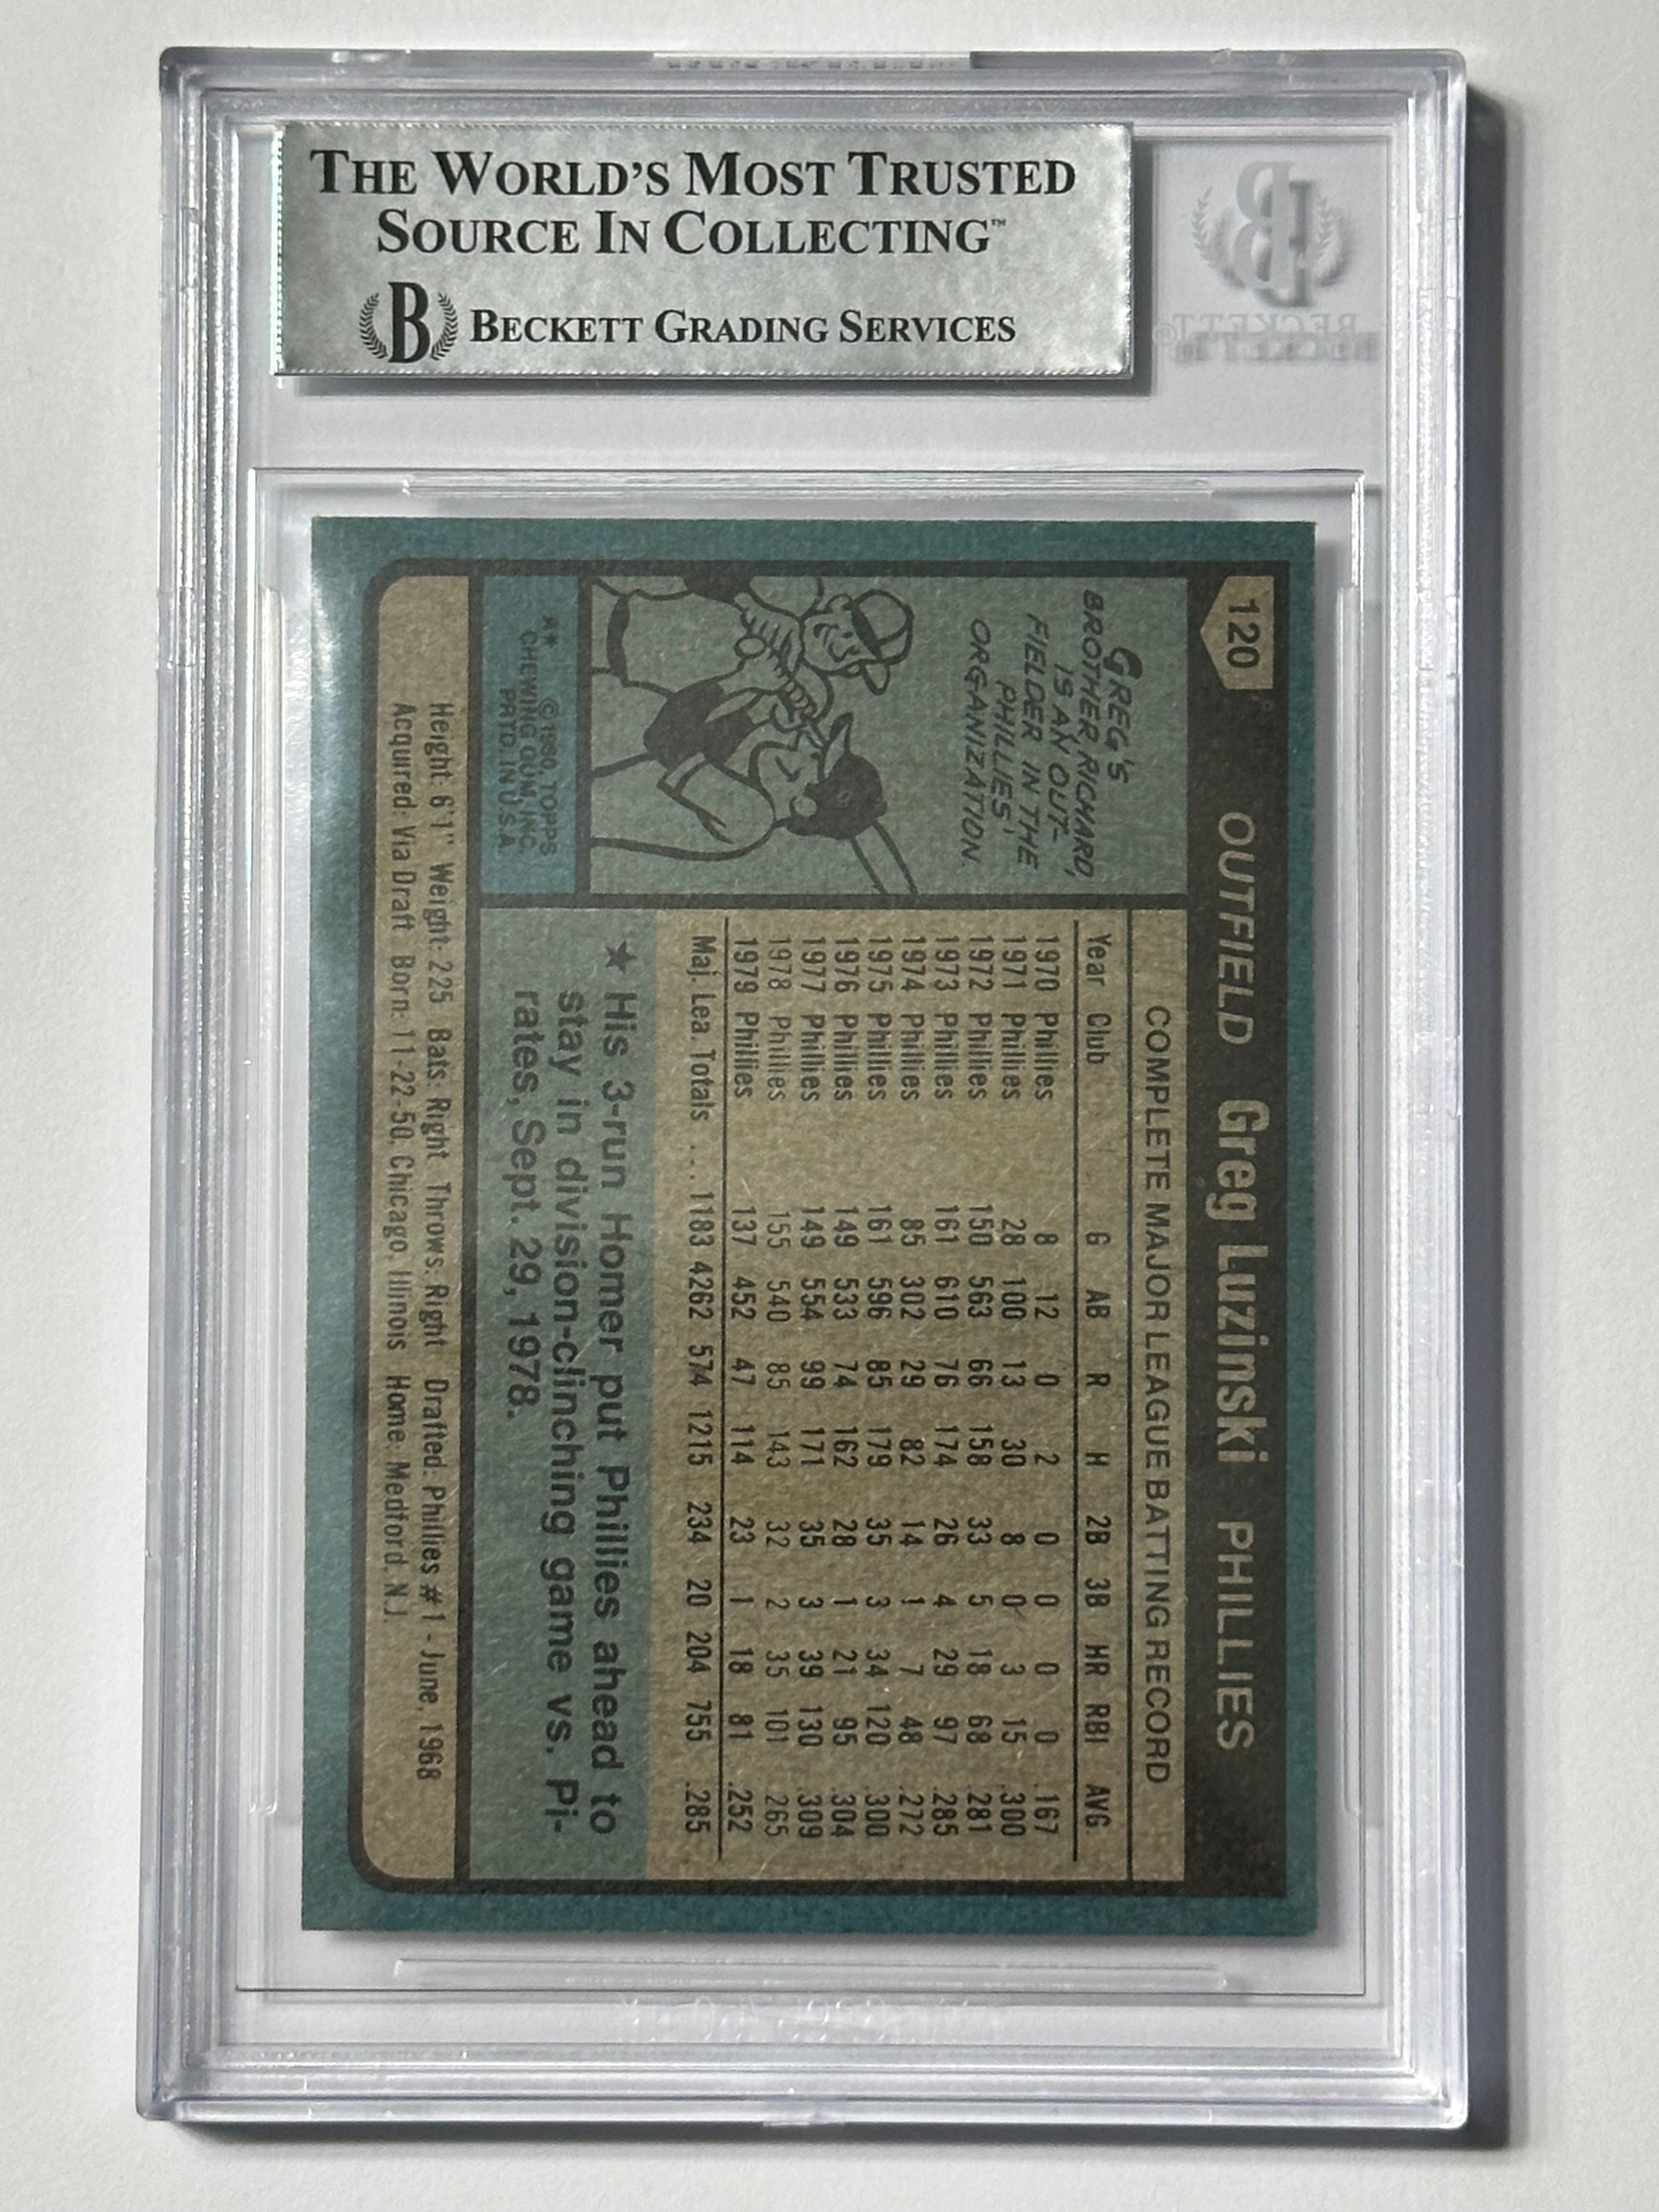 THE WORLD'S MOST TRUSTED
SOURCE IN COLLECTING™
B BECKETT GRADING SERVICES
BECKETT
120 OUTFIELD Greg Luzinski PHILLIES
GREG'S
BROTHER, RICHARD,
IS AN OUT-
FIELDER IN THE
PHILLIES'
ORGANIZATION.
A** ©1980, TOPPS
CHEWING GUM, INC.
PRTD. IN U.S.A.
COMPLETE MAJOR LEAGUE BATTING RECORD
Year Club G AB R H 2B 3B HR RBI AVG.
1970 Phillies 8 12 0 2 0 0 0 0 .167
1971 Phillies 28 100 13 30 8 0 3 15 .300
1972 Phillies 150 563 66 158 33 5 18 68 .281
1973 Phillies 161 610 76 174 26 4 29 97 .285
1974 Phillies 85 302 29 82 14 1 7 48 .272
1975 Phillies 161 596 85 179 35 3 34 120 .300
1976 Phillies 149 533 74 162 28 1 21 95 .304
1977 Phillies 149 554 99 171 35 3 39 130 .309
1978 Phillies 155 540 85 143 32 2 35 101 .265
1979 Phillies 137 452 47 114 23 1 18 81 .252
Maj. Lea. Totals ... 1183 4262 574 1215 234 20 204 755 .285
★ His 3-run Homer put Phillies ahead to
stay in division-clinching game vs. Pi-
rates, Sept. 29, 1978.
Height: 6'1" Weight: 225 Bats: Right Throws: Right Drafted: Phillies #1 - June, 1968
Acquired: Via Draft Born: 11-22-50, Chicago, Illinois Home: Medford, N.J.